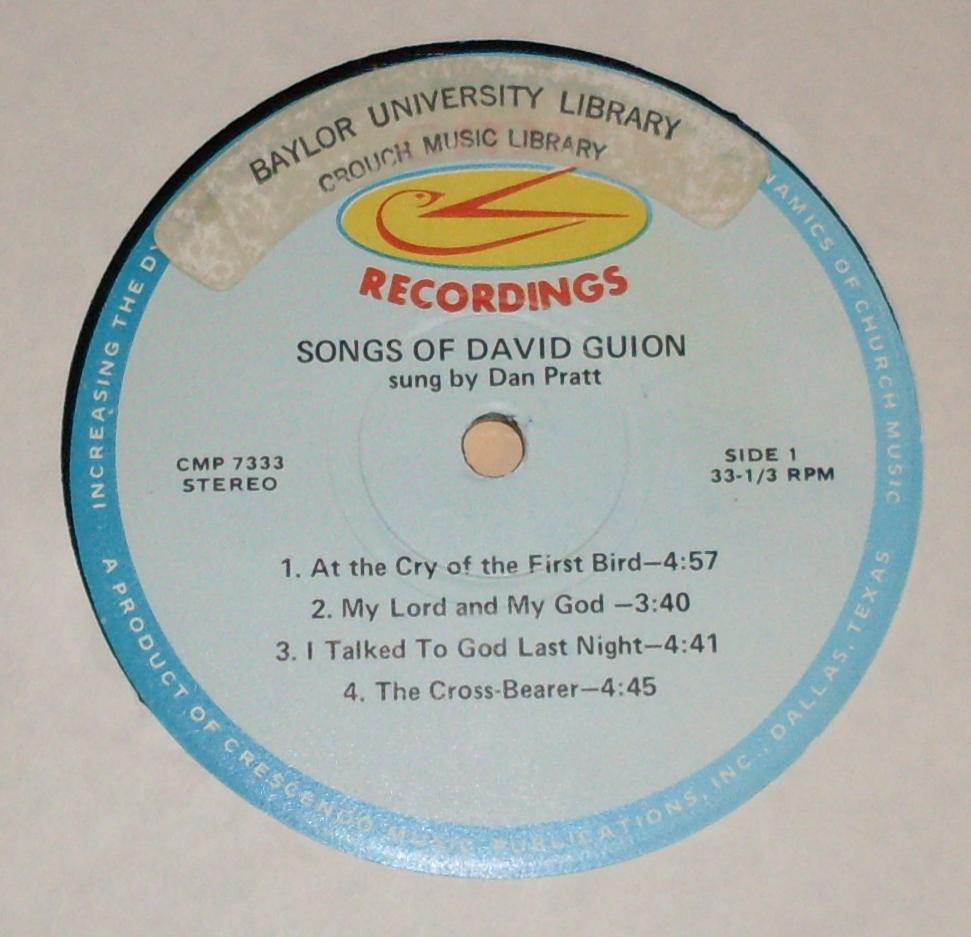 BAYLOR UNIVERSITY LIBRARY
CROUCH MUSIC LIBRARY
RECORDINGS
SONGS OF DAVID GUION
sung by Dan Pratt
CMP 7333
STEREO
SIDE 1
33-1/3 RPM
1. At the Cry of the First Bird—4:57
2. My Lord and My God —3:40
3. I Talked To God Last Night—4:41
4. The Cross-Bearer—4:45
INCREASING THE DYNAMICS OF CHURCH MUSIC
A PRODUCT OF CRESCENDO MUSIC PUBLICATIONS, INC., DALLAS, TEXAS